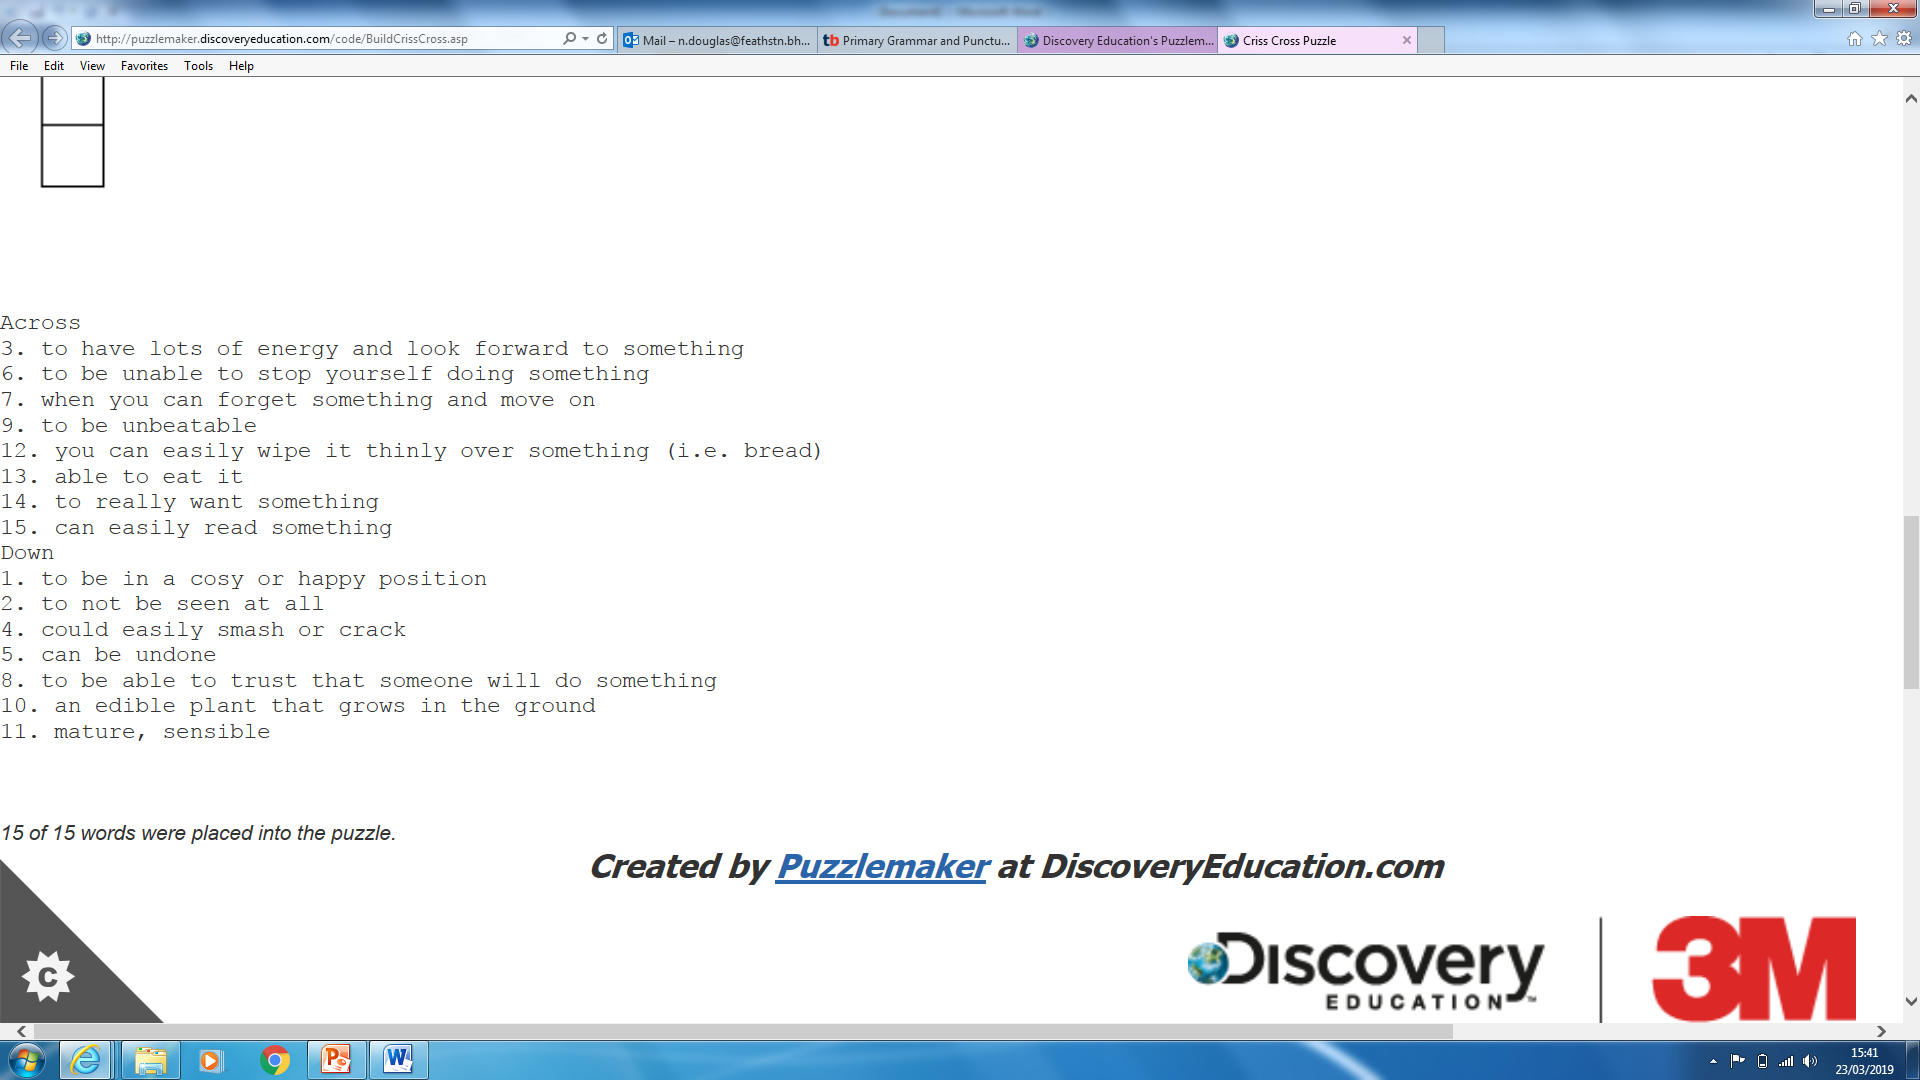 Document1 - Microsoft Word
http://puzzlemaker.discoveryeducation.com/code/BuildCrissCross.asp
Mail – n.douglas@feathstn.bh...
tb Primary Grammar and Punctu...
Discovery Education's Puzzlem...
Criss Cross Puzzle
File Edit View Favorites Tools Help
Across
3. to have lots of energy and look forward to something
6. to be unable to stop yourself doing something
7. when you can forget something and move on
9. to be unbeatable
12. you can easily wipe it thinly over something (i.e. bread)
13. able to eat it
14. to really want something
15. can easily read something
Down
1. to be in a cosy or happy position
2. to not be seen at all
4. could easily smash or crack
5. can be undone
8. to be able to trust that someone will do something
10. an edible plant that grows in the ground
11. mature, sensible
15 of 15 words were placed into the puzzle.
Created by Puzzlemaker at DiscoveryEducation.com
C
Discovery
EDUCATION™
3M
15:41
23/03/2019